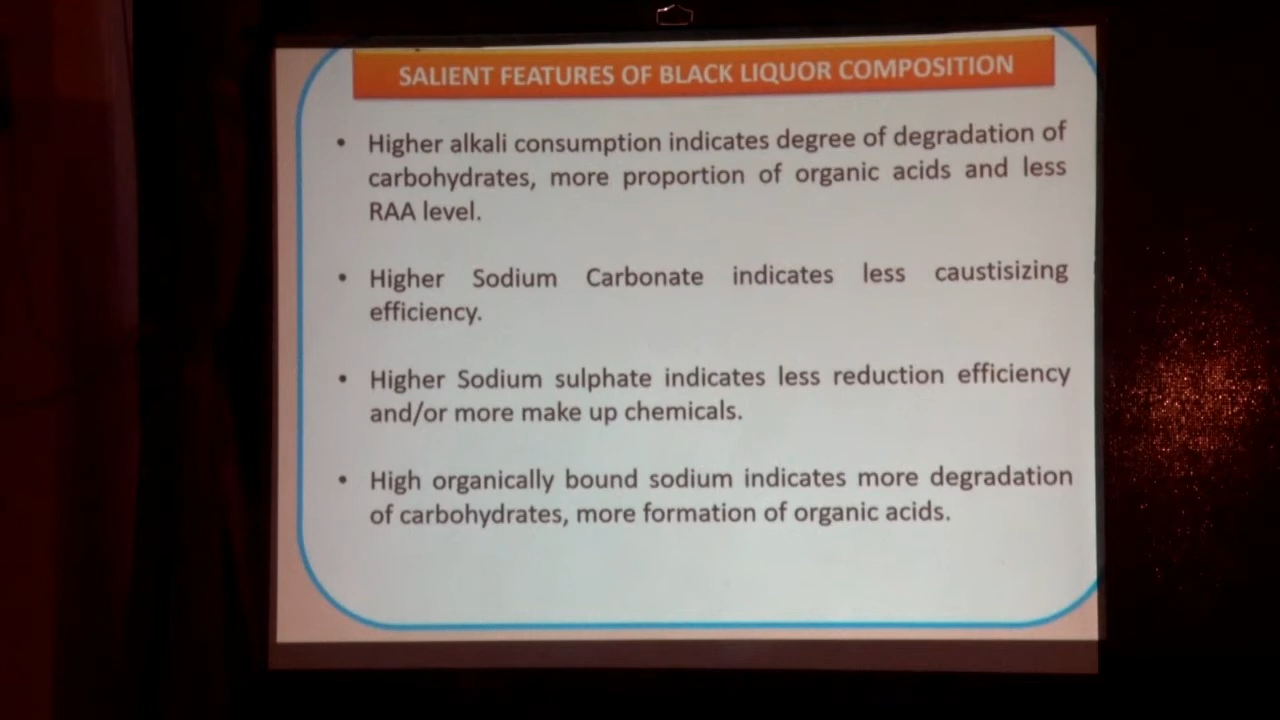 SALIENT FEATURES OF BLACK LIQUOR COMPOSITION
• Higher alkali consumption indicates degree of degradation of
carbohydrates, more proportion of organic acids and less
RAA level.
• Higher Sodium Carbonate indicates less caustisizing
efficiency.
• Higher Sodium sulphate indicates less reduction efficiency
and/or more make up chemicals.
• High organically bound sodium indicates more degradation
of carbohydrates, more formation of organic acids.